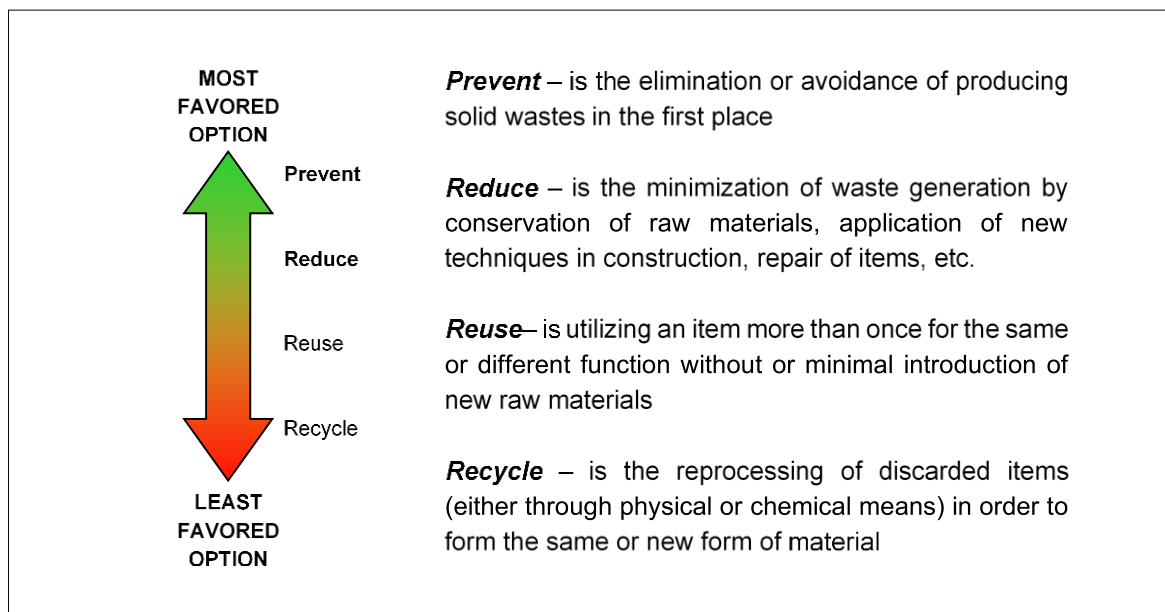 MOST
FAVORED
OPTION
Prevent
Reduce
Reuse
Recycle
LEAST
FAVORED
OPTION
Prevent – is the elimination or avoidance of producing
solid wastes in the first place
Reduce – is the minimization of waste generation by
conservation of raw materials, application of new
techniques in construction, repair of items, etc.
Reuse– is utilizing an item more than once for the same
or different function without or minimal introduction of
new raw materials
Recycle – is the reprocessing of discarded items
(either through physical or chemical means) in order to
form the same or new form of material